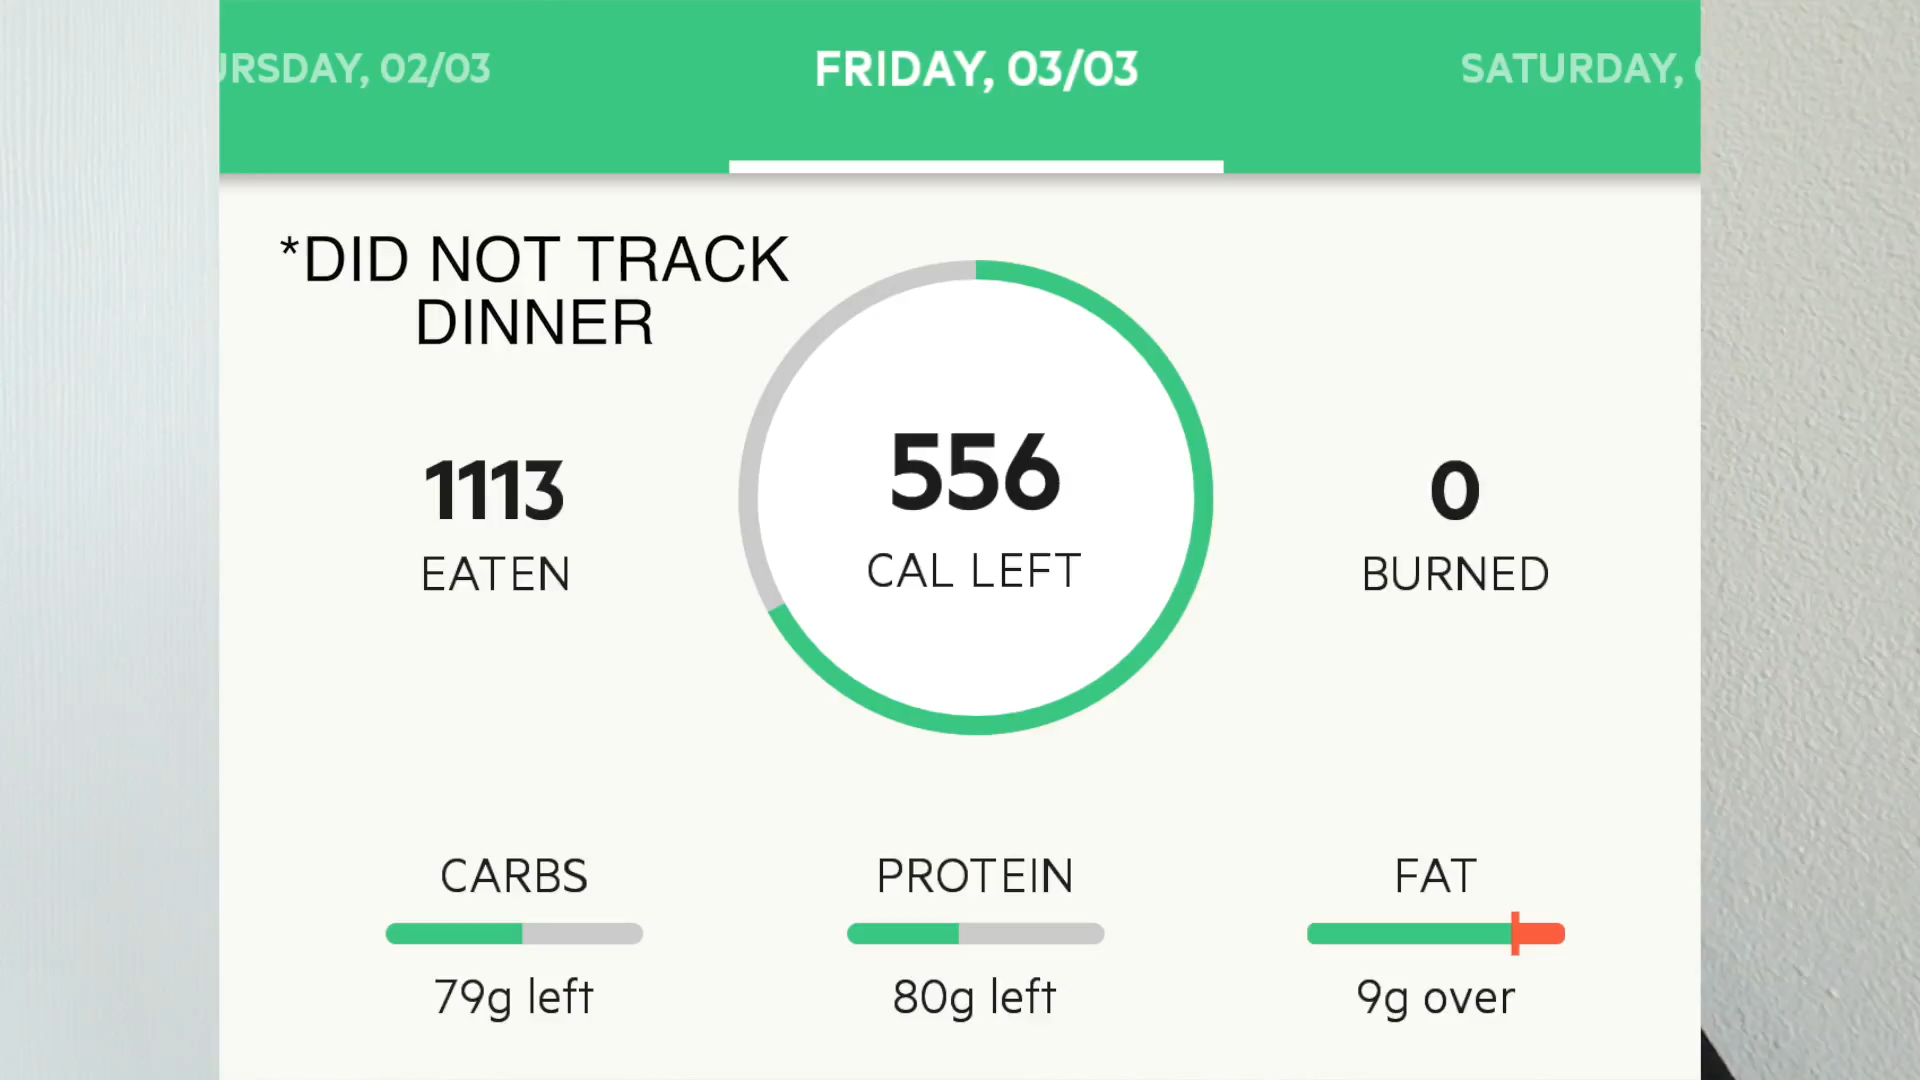 URSDAY, 02/03
FRIDAY, 03/03
SATURDAY,
*DID NOT TRACK
DINNER
1113
EATEN
556
CAL LEFT
0
BURNED
CARBS
PROTEIN
FAT
79g left
80g left
9g over